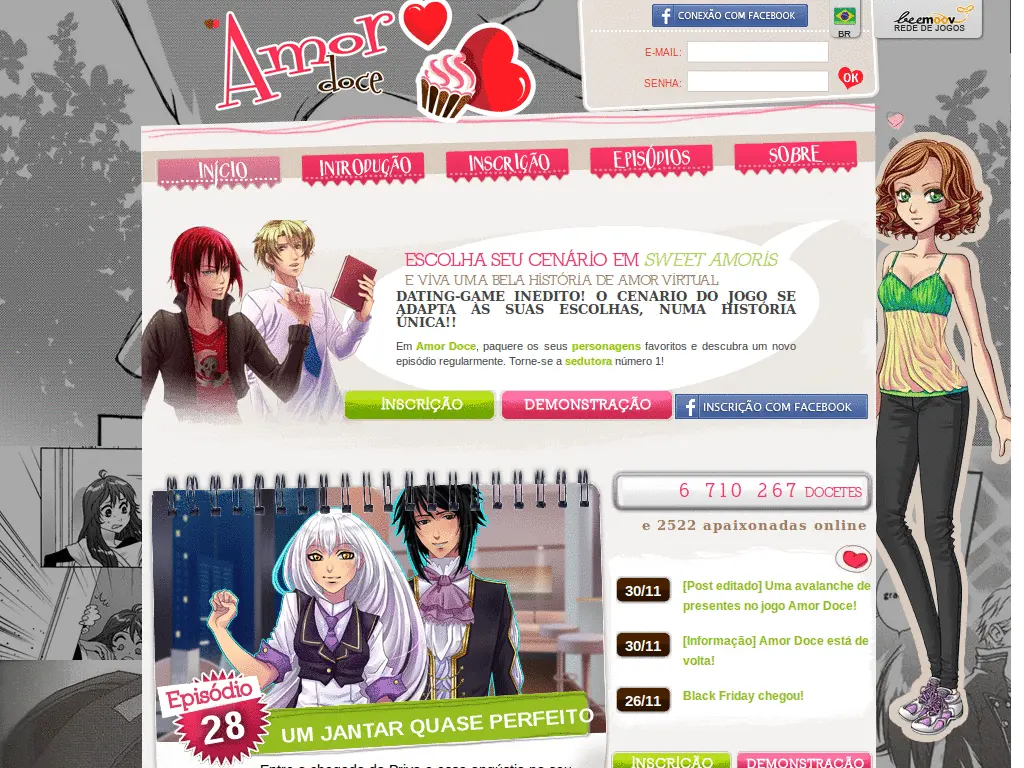 Amor
doce
CONEXÃO COM FACEBOOK
BR
beemoov
REDE DE JOGOS
E-MAIL:
SENHA:
OK
INÍCIO
INTRODUÇÃO
INSCRIÇÃO
EPISÓDIOS
SOBRE
ESCOLHA SEU CENÁRIO EM SWEET AMORIS
E VIVA UMA BELA HISTÓRIA DE AMOR VIRTUAL
DATING-GAME INEDITO! O CENARIO DO JOGO SE
ADAPTA ÀS SUAS ESCOLHAS, NUMA HISTÓRIA
ÚNICA!!
Em Amor Doce, paquere os seus personagens favoritos e descubra um novo
episódio regularmente. Torne-se a sedutora número 1!
INSCRIÇÃO
DEMONSTRAÇÃO
INSCRIÇÃO COM FACEBOOK
6 710 267 DOCETES
e 2522 apaixonadas online
30/11
[Post editado] Uma avalanche de
presentes no jogo Amor Doce!
30/11
[Informação] Amor Doce está de
volta!
26/11
Black Friday chegou!
Episódio
28
UM JANTAR QUASE PERFEITO
INSCRIÇÃO
DEMONSTRAÇÃO